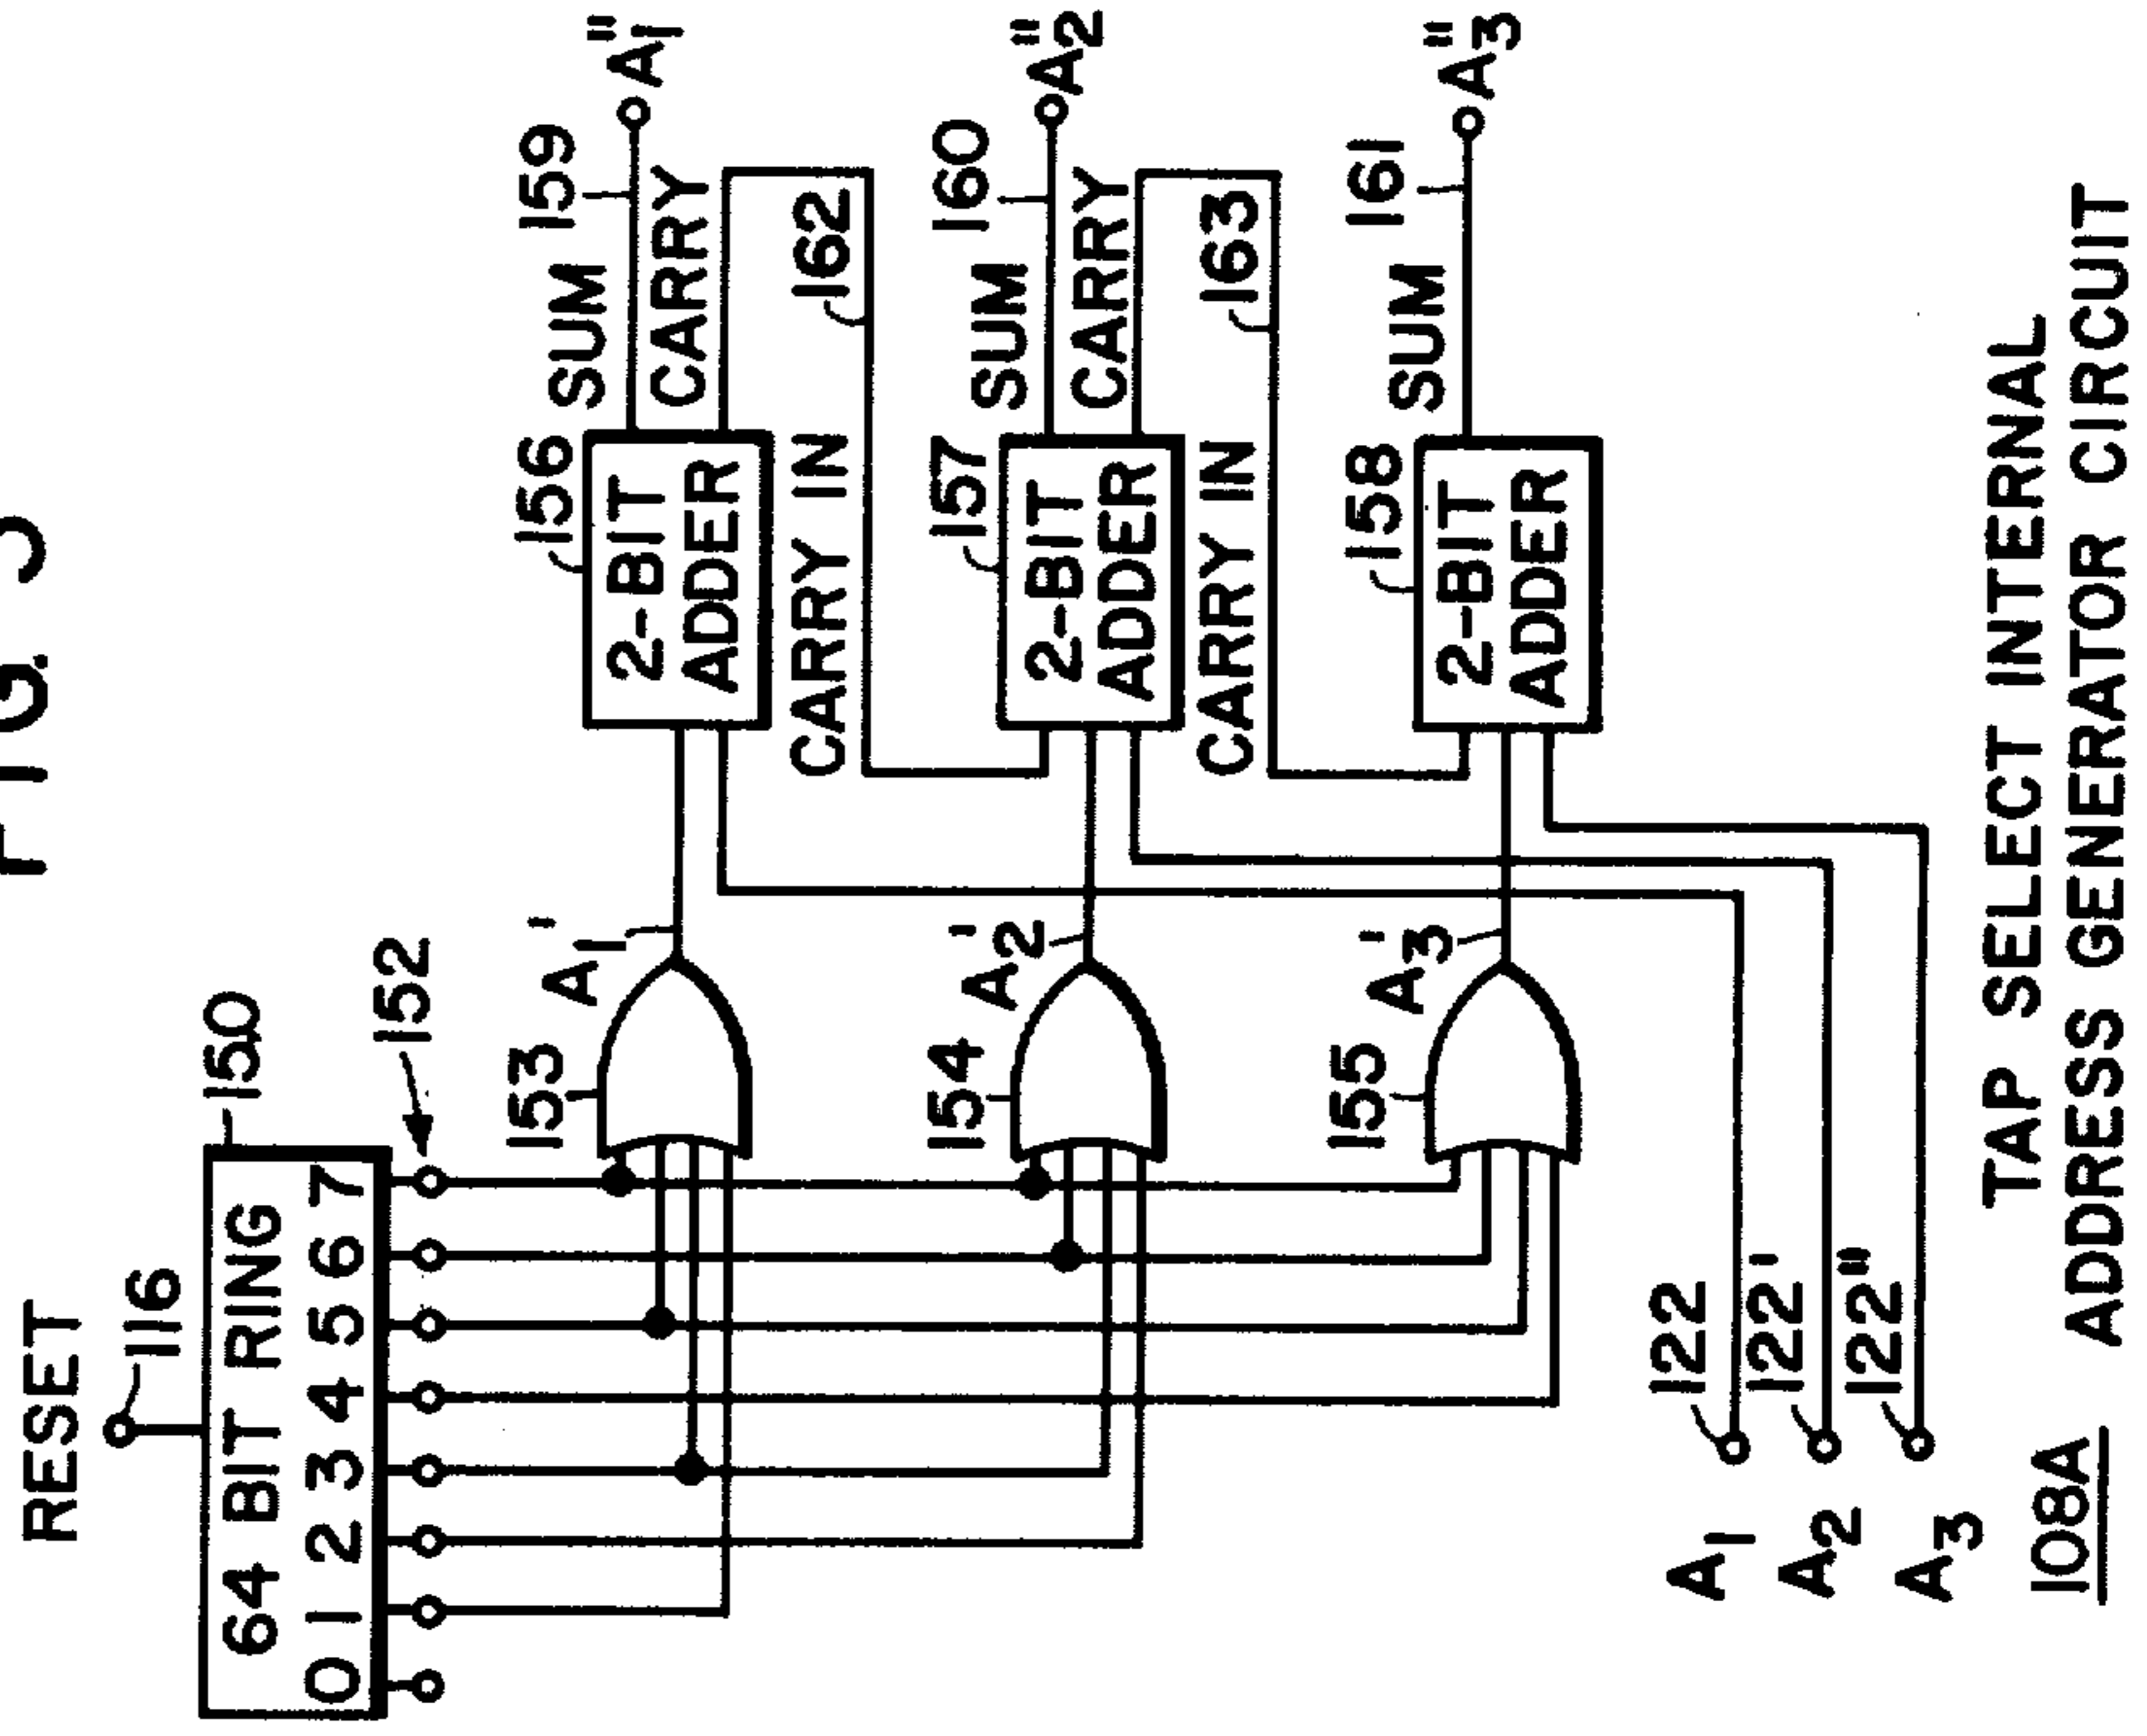 FIG. 5
RESET
116
64 BIT RING
150
0 1 2 3 4 5 6 7
152
153
A1'
156
2-BIT
ADDER
SUM
159
A"1
CARRY
CARRY IN
162
154
A2'
157
2-BIT
ADDER
SUM
160
A"2
CARRY
CARRY IN
163
155
A3'
158
2-BIT
ADDER
SUM
161
A"3
A1
122
A2
122'
A3
122"
108A
TAP SELECT INTERNAL
ADDRESS GENERATOR CIRCUIT